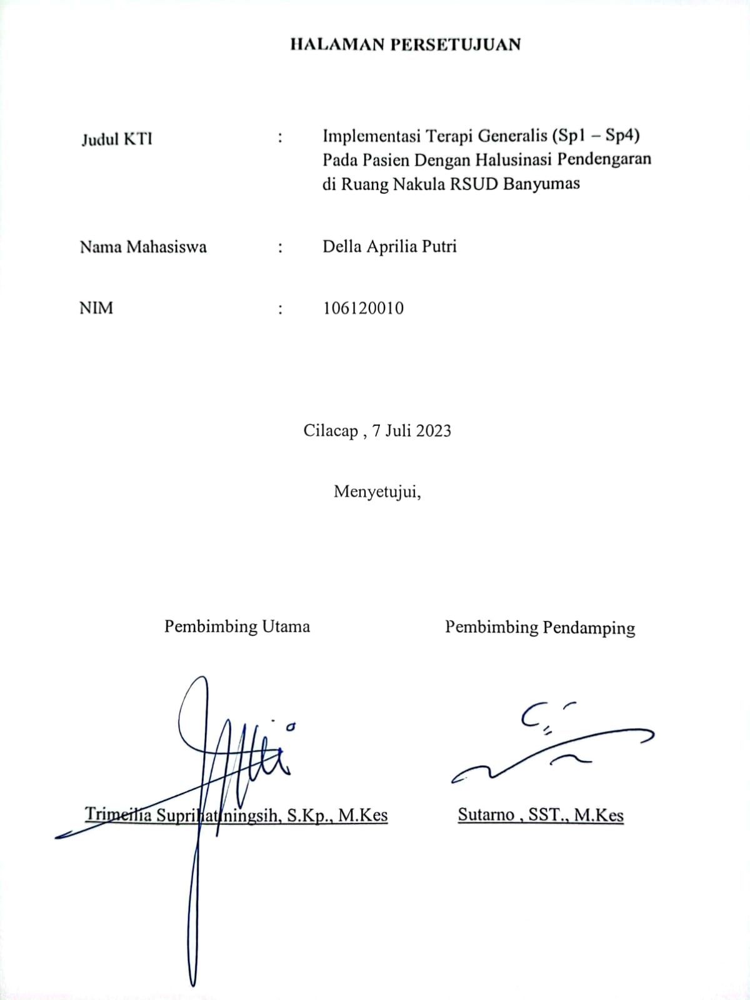 HALAMAN PERSETUJUAN
Judul KTI : Implementasi Terapi Generalis (Sp1 – Sp4)
Pada Pasien Dengan Halusinasi Pendengaran
di Ruang Nakula RSUD Banyumas
Nama Mahasiswa : Della Aprilia Putri
NIM : 106120010
Cilacap , 7 Juli 2023
Menyetujui,
Pembimbing Utama Pembimbing Pendamping
Trimeilia Suprihatiningsih, S.Kp., M.Kes Sutarno , SST., M.Kes